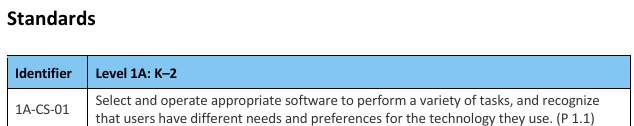 Standards
Identifier Level 1A: K–2
1A-CS-01 Select and operate appropriate software to perform a variety of tasks, and recognize
that users have different needs and preferences for the technology they use. (P 1.1)